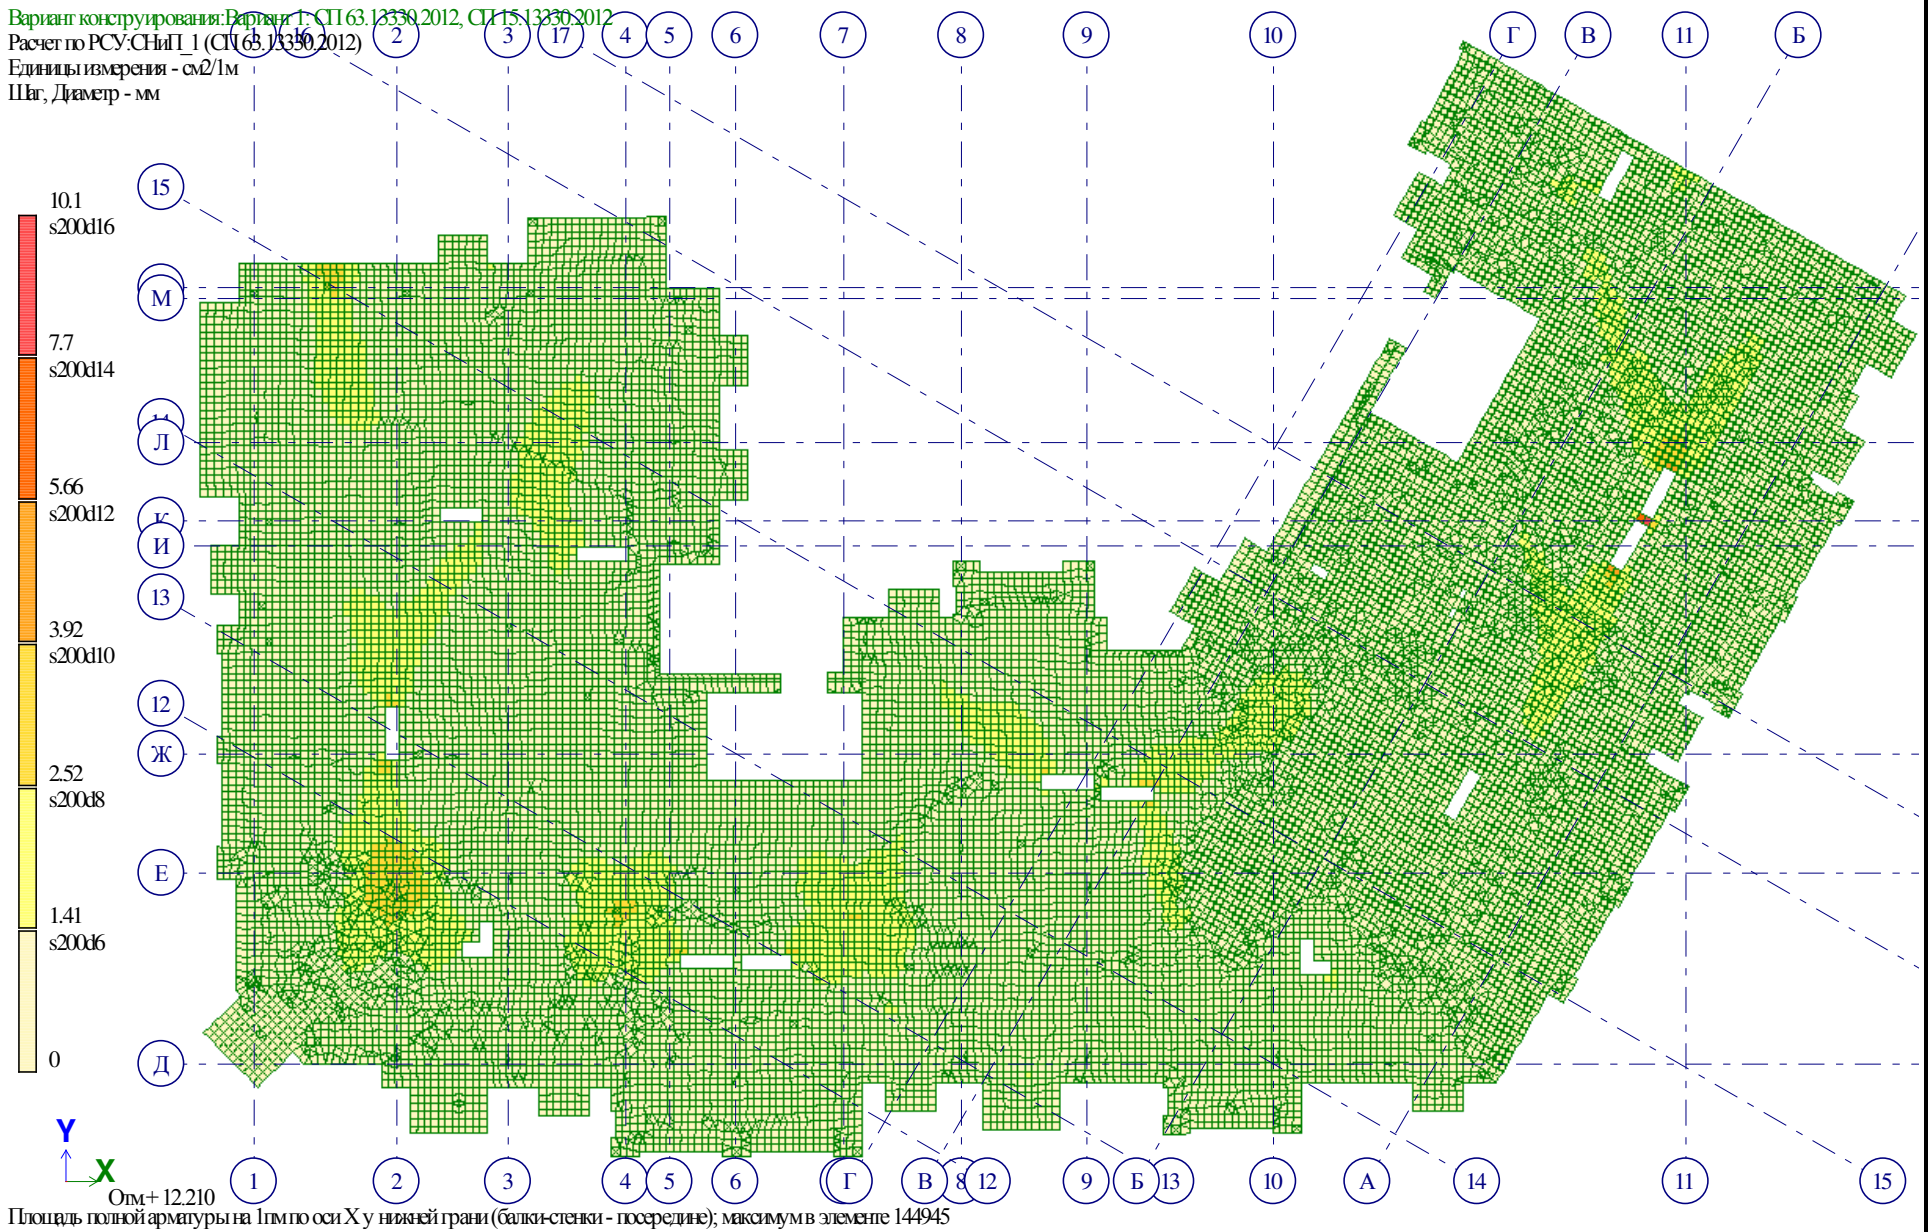 Вариант конструирования:Вариант 1: СП 63.13330.2012, СП 15.13330.2012
Расчет по РСУ:СНиП_1 (СП 63.13330.2012)
Единицы измерения - см2/1м
Шаг, Диаметр - мм
1 16 2 3 17 4 5 6 7 8 9 10 Г В 11 Б
15
М
14
Л
К
И
13
12
Ж
Е
Д
10.1
s200d16
7.7
s200d14
5.66
s200d12
3.92
s200d10
2.52
s200d8
1.41
s200d6
0
Y
X
1 2 3 4 5 6 Г В 8 12 9 Б 13 10 А 14 11 15
Отм+ 12.210
Площадь полной арматуры на 1пм по оси X у нижней грани (балки-стенки - посередине); максимум в элементе 144945